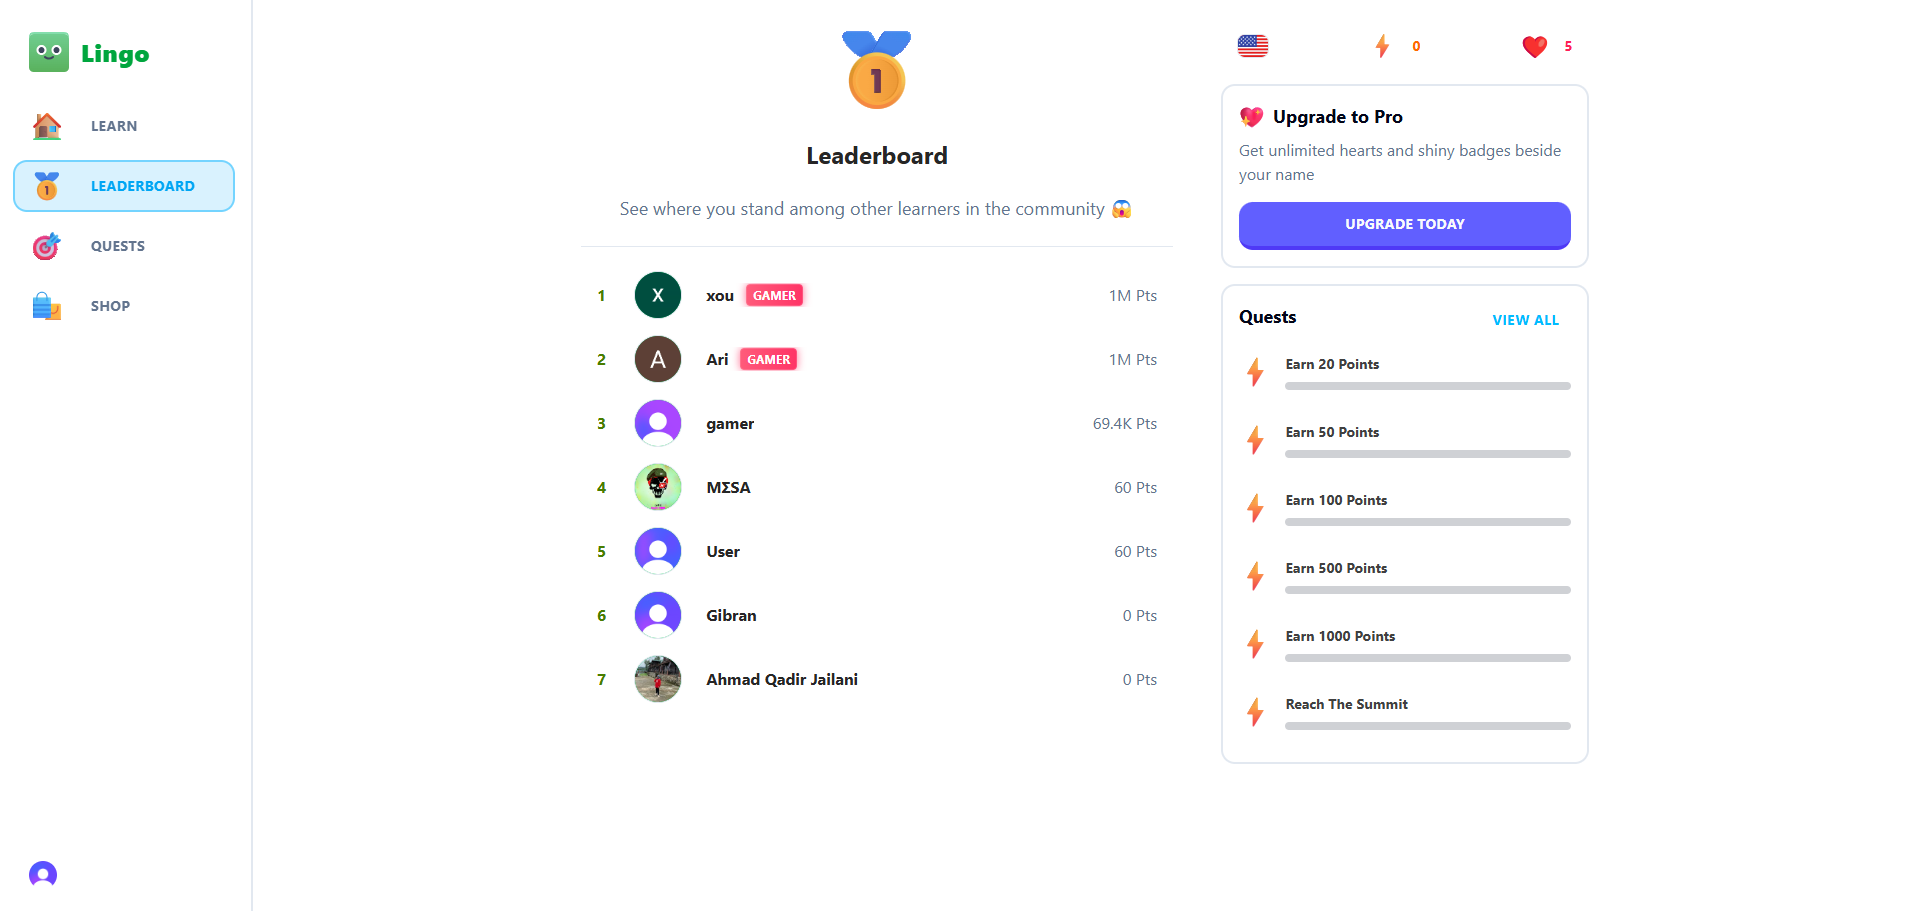 Lingo
LEARN
LEADERBOARD
QUESTS
SHOP
1
Leaderboard
See where you stand among other learners in the community 😱
1 X xou GAMER 1M Pts
2 A Ari GAMER 1M Pts
3 gamer 69.4K Pts
4 MΣSA 60 Pts
5 User 60 Pts
6 Gibran 0 Pts
7 Ahmad Qadir Jailani 0 Pts
0 5
Upgrade to Pro
Get unlimited hearts and shiny badges beside
your name
UPGRADE TODAY
Quests VIEW ALL
Earn 20 Points
Earn 50 Points
Earn 100 Points
Earn 500 Points
Earn 1000 Points
Reach The Summit